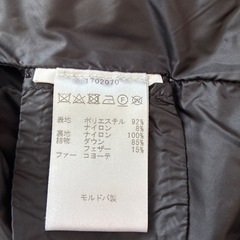 1702070
表地 ポリエステル 92%
ナイロン 8%
裏地 ナイロン 100%
詰物 ダウン 85%
フェザー 15%
ファー コヨーテ
モルドバ製